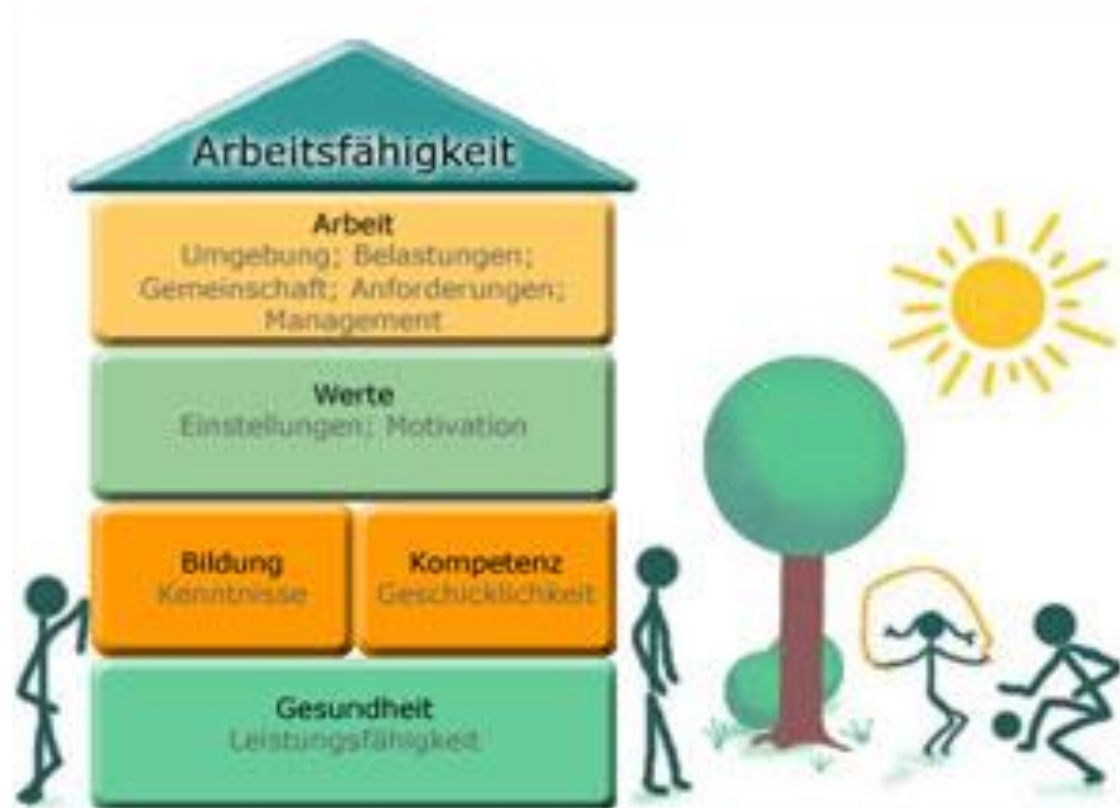 Arbeitsfähigkeit
Arbeit
Umgebung; Belastungen;
Gemeinschaft; Anforderungen;
Management
Werte
Einstellungen; Motivation
Bildung
Kenntnisse
Kompetenz
Geschicklichkeit
Gesundheit
Leistungsfähigkeit